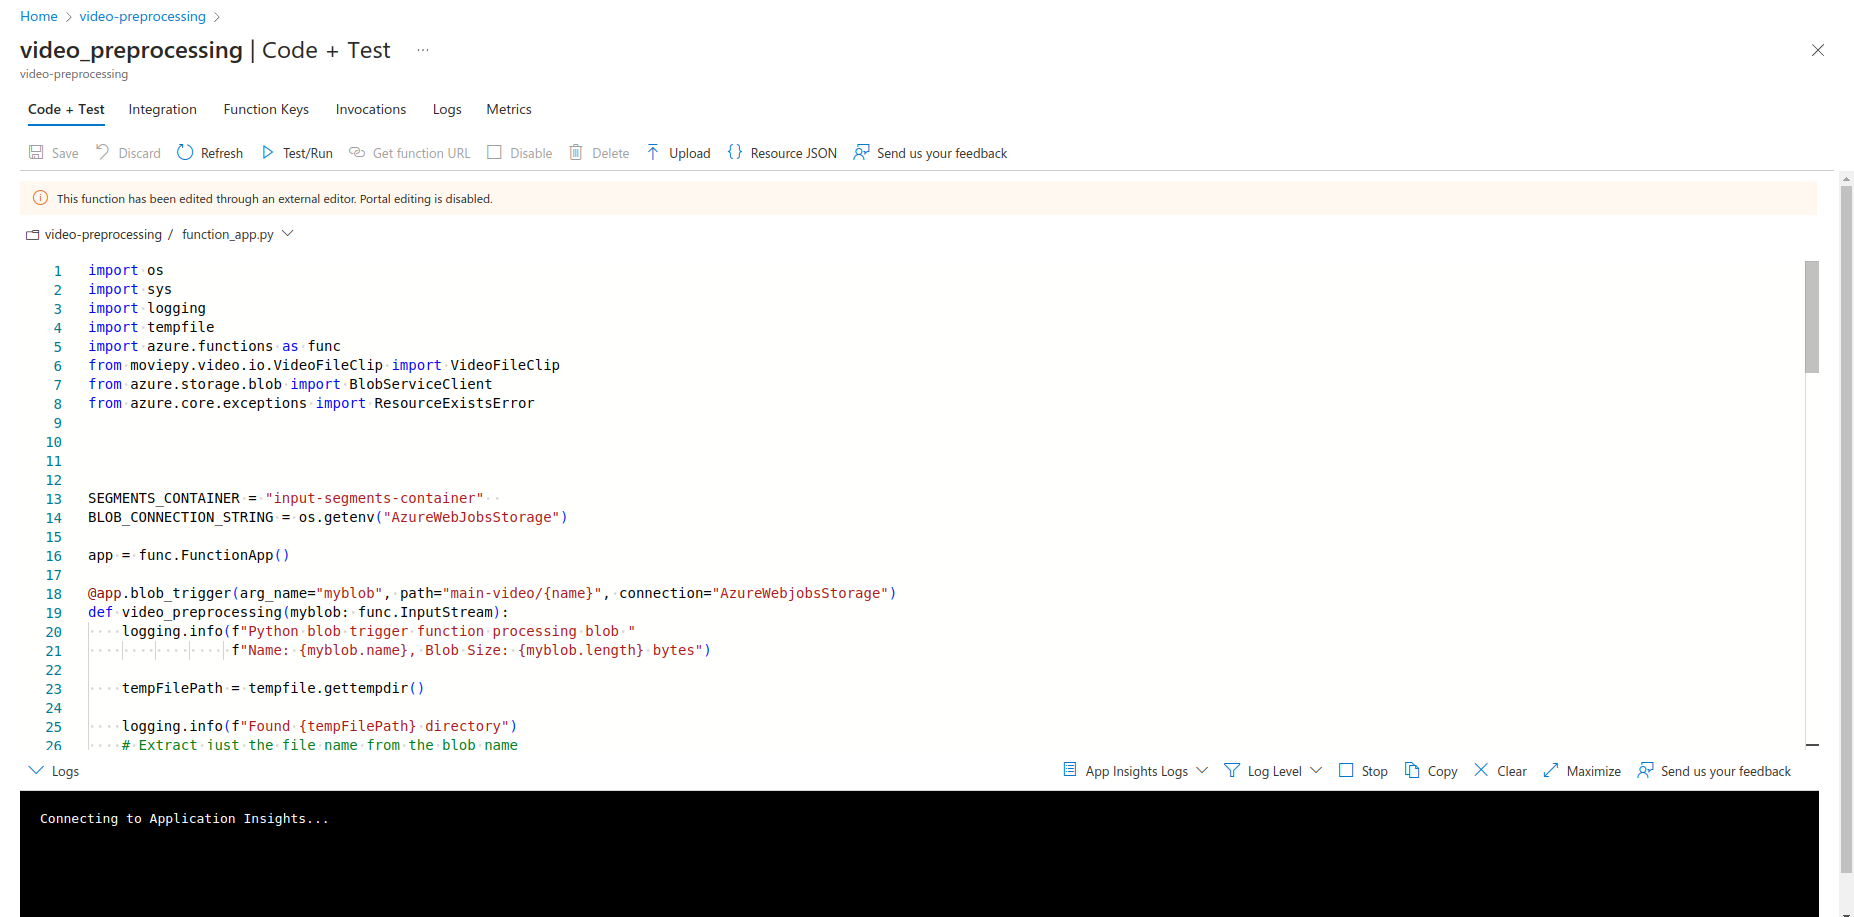 Home > video-preprocessing >
video_preprocessing | Code + Test ...
video-preprocessing
Code + Test Integration Function Keys Invocations Logs Metrics
Save Discard Refresh Test/Run Get function URL Disable Delete Upload Resource JSON Send us your feedback
This function has been edited through an external editor. Portal editing is disabled.
video-preprocessing / function_app.py
1 import os
2 import sys
3 import logging
4 import tempfile
5 import azure.functions as func
6 from moviepy.video.io.VideoFileClip import VideoFileClip
7 from azure.storage.blob import BlobServiceClient
8 from azure.core.exceptions import ResourceExistsError
9
10
11
12
13 SEGMENTS_CONTAINER = "input-segments-container"
14 BLOB_CONNECTION_STRING = os.getenv("AzureWebJobsStorage")
15
16 app = func.FunctionApp()
17
18 @app.blob_trigger(arg_name="myblob", path="main-video/{name}", connection="AzureWebjobsStorage")
19 def video_preprocessing(myblob: func.InputStream):
20 logging.info(f"Python blob trigger function processing blob "
21 f"Name: {myblob.name}, Blob Size: {myblob.length} bytes")
22
23 tempFilePath = tempfile.gettempdir()
24
25 logging.info(f"Found {tempFilePath} directory")
26 # Extract just the file name from the blob name
Logs App Insights Logs Log Level Stop Copy Clear Maximize Send us your feedback
Connecting to Application Insights...